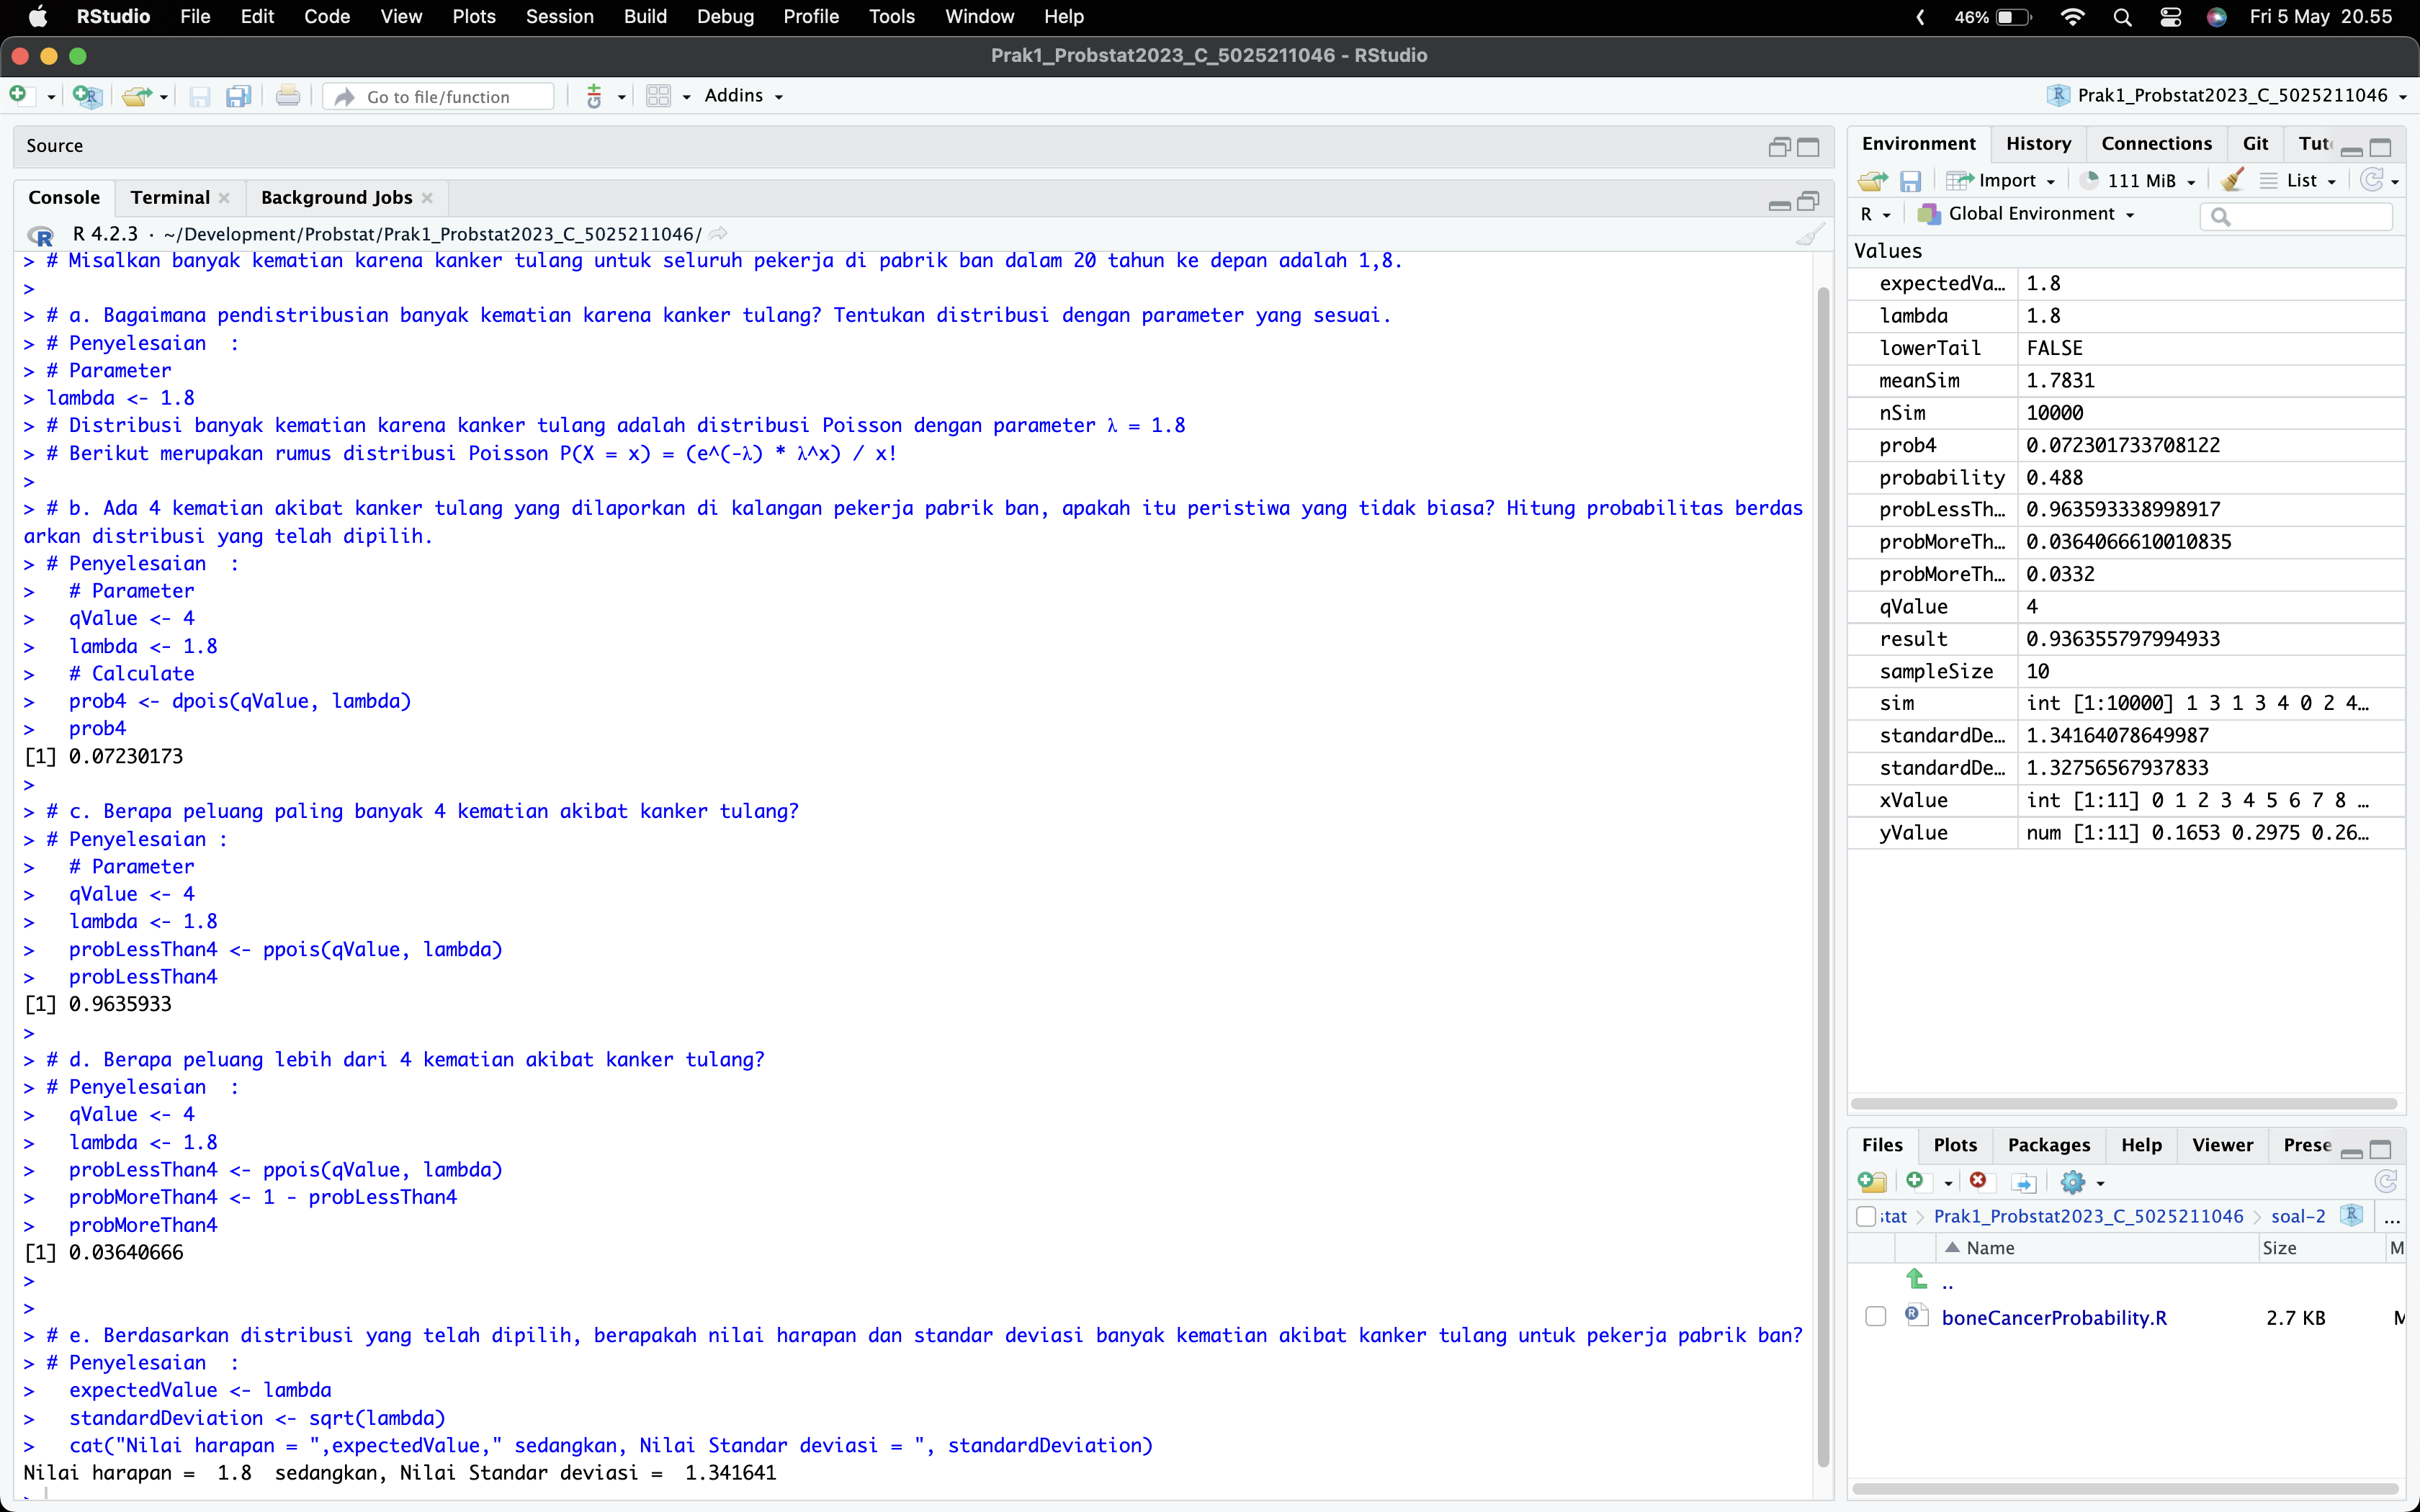 RStudio File Edit Code View Plots Session Build Debug Profile Tools Window Help 46% Fri 5 May 20.55
Prak1_Probstat2023_C_5025211046 - RStudio
Go to file/function Addins Prak1_Probstat2023_C_5025211046
Source
Console Terminal Background Jobs
R 4.2.3 · ~/Development/Probstat/Prak1_Probstat2023_C_5025211046/
> # Misalkan banyak kematian karena kanker tulang untuk seluruh pekerja di pabrik ban dalam 20 tahun ke depan adalah 1,8.
>
> # a. Bagaimana pendistribusian banyak kematian karena kanker tulang? Tentukan distribusi dengan parameter yang sesuai.
> # Penyelesaian  :
> # Parameter
> lambda <- 1.8
> # Distribusi banyak kematian karena kanker tulang adalah distribusi Poisson dengan parameter λ = 1.8
> # Berikut merupakan rumus distribusi Poisson P(X = x) = (e^(-λ) * λ^x) / x!
>
> # b. Ada 4 kematian akibat kanker tulang yang dilaporkan di kalangan pekerja pabrik ban, apakah itu peristiwa yang tidak biasa? Hitung probabilitas berdas
arkan distribusi yang telah dipilih.
> # Penyelesaian  :
>   # Parameter
>   qValue <- 4
>   lambda <- 1.8
>   # Calculate
>   prob4 <- dpois(qValue, lambda)
>   prob4
[1] 0.07230173
>
> # c. Berapa peluang paling banyak 4 kematian akibat kanker tulang?
> # Penyelesaian :
>   # Parameter
>   qValue <- 4
>   lambda <- 1.8
>   probLessThan4 <- ppois(qValue, lambda)
>   probLessThan4
[1] 0.9635933
>
> # d. Berapa peluang lebih dari 4 kematian akibat kanker tulang?
> # Penyelesaian  :
>   qValue <- 4
>   lambda <- 1.8
>   probLessThan4 <- ppois(qValue, lambda)
>   probMoreThan4 <- 1 - probLessThan4
>   probMoreThan4
[1] 0.03640666
>
>
> # e. Berdasarkan distribusi yang telah dipilih, berapakah nilai harapan dan standar deviasi banyak kematian akibat kanker tulang untuk pekerja pabrik ban?
> # Penyelesaian  :
>   expectedValue <- lambda
>   standardDeviation <- sqrt(lambda)
>   cat("Nilai harapan = ",expectedValue," sedangkan, Nilai Standar deviasi = ", standardDeviation)
Nilai harapan =  1.8  sedangkan, Nilai Standar deviasi =  1.341641
>
Environment History Connections Git Tut
Import 111 MiB List
R Global Environment
Values
expectedVa… 1.8
lambda 1.8
lowerTail FALSE
meanSim 1.7831
nSim 10000
prob4 0.072301733708122
probability 0.488
probLessTh… 0.963593338998917
probMoreTh… 0.0364066610010835
probMoreTh… 0.0332
qValue 4
result 0.936355797994933
sampleSize 10
sim int [1:10000] 1 3 1 3 4 0 2 4…
standardDe… 1.34164078649987
standardDe… 1.32756567937833
xValue int [1:11] 0 1 2 3 4 5 6 7 8 …
yValue num [1:11] 0.1653 0.2975 0.26…
Files Plots Packages Help Viewer Prese
stat Prak1_Probstat2023_C_5025211046 soal-2 ...
Name Size M
..
boneCancerProbability.R 2.7 KB M